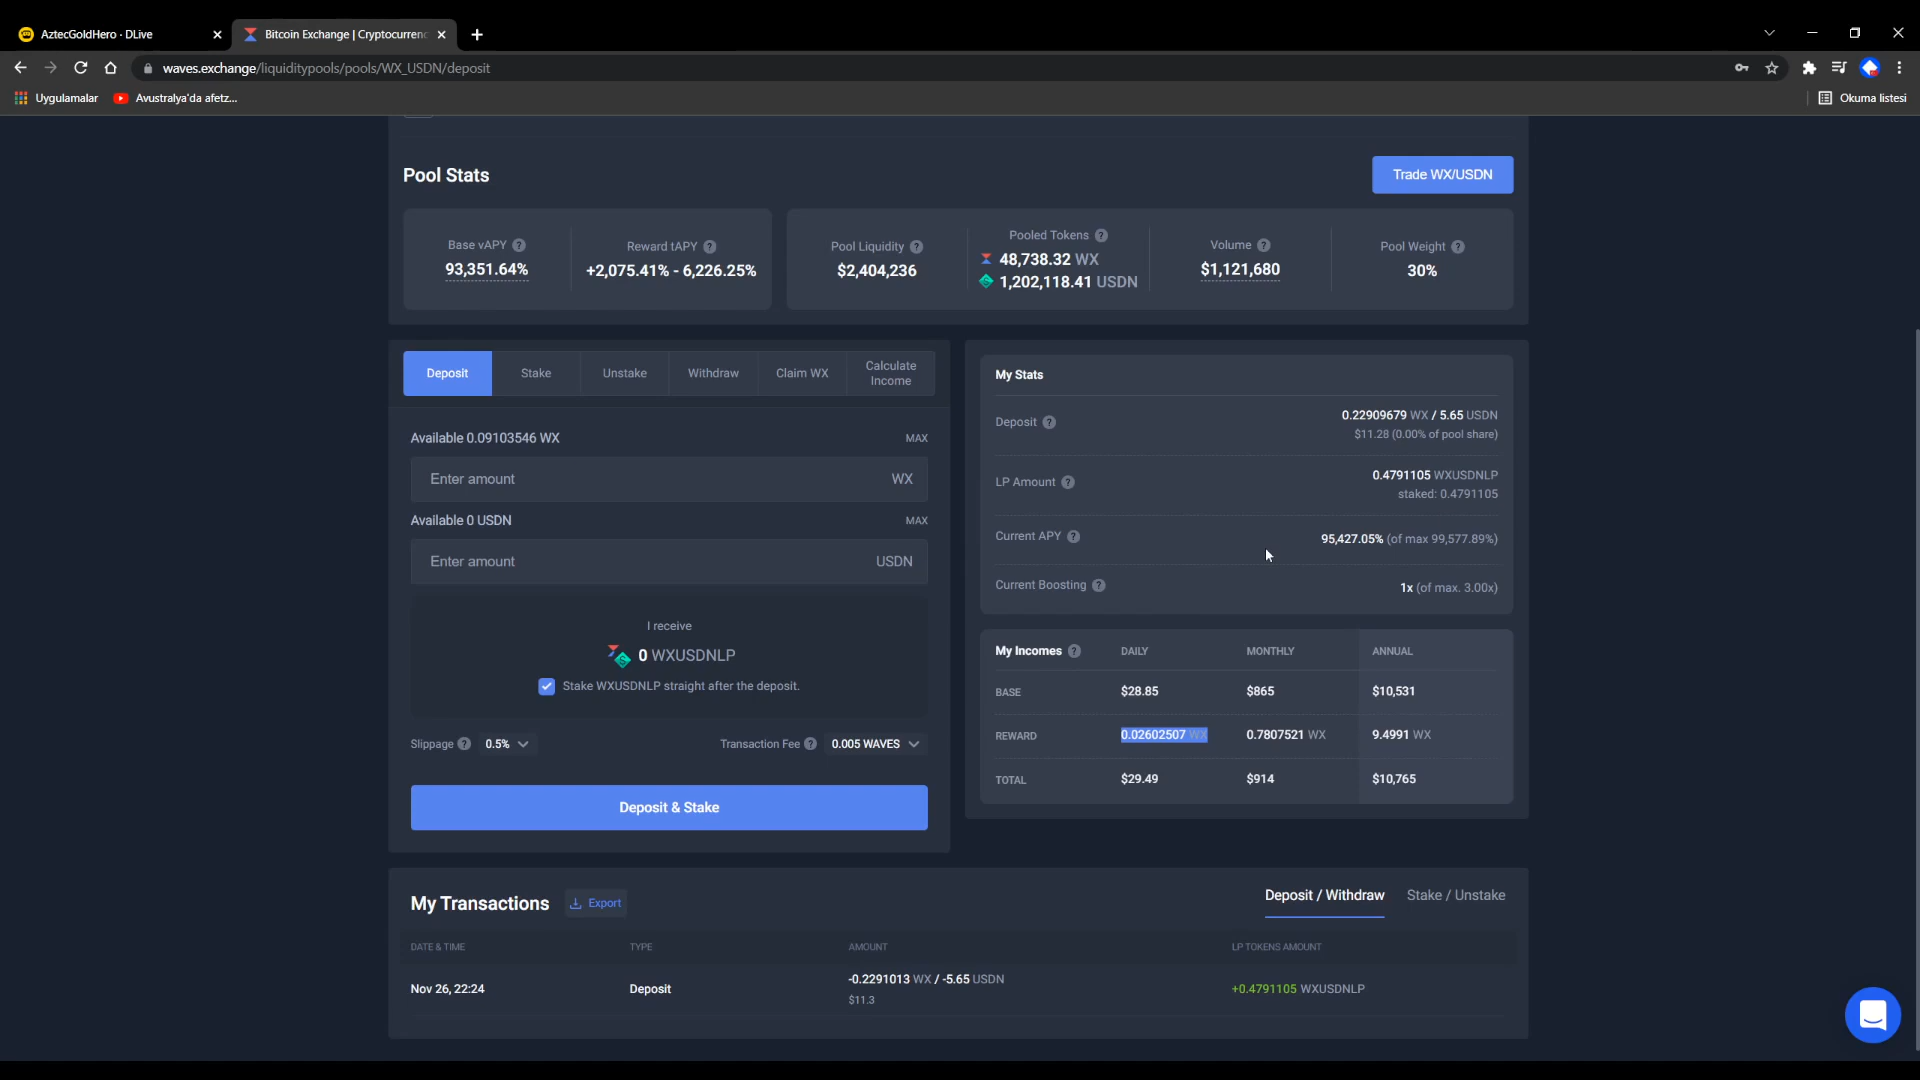 AztecGoldHero · DLive
Bitcoin Exchange | Cryptocurrenc
waves.exchange/liquiditypools/pools/WX_USDN/deposit
Uygulamalar
Avustralya'da afetz...
Okuma listesi
Pool Stats
Trade WX/USDN
Base vAPY
93,351.64%
Reward tAPY
+2,075.41% - 6,226.25%
Pool Liquidity
$2,404,236
Pooled Tokens
48,738.32 WX
1,202,118.41 USDN
Volume
$1,121,680
Pool Weight
30%
Deposit
Stake
Unstake
Withdraw
Claim WX
Calculate
Income
Available 0.09103546 WX
MAX
Enter amount
WX
Available 0 USDN
MAX
Enter amount
USDN
I receive
0 WXUSDNLP
Stake WXUSDNLP straight after the deposit.
Slippage
0.5%
Transaction Fee
0.005 WAVES
Deposit & Stake
My Stats
Deposit
0.22909679 WX / 5.65 USDN
$11.28 (0.00% of pool share)
LP Amount
0.4791105 WXUSDNLP
staked: 0.4791105
Current APY
95,427.05% (of max 99,577.89%)
Current Boosting
1x (of max. 3.00x)
My Incomes
DAILY
MONTHLY
ANNUAL
BASE
$28.85
$865
$10,531
REWARD
0.02602507 WX
0.7807521 WX
9.4991 WX
TOTAL
$29.49
$914
$10,765
My Transactions
Export
Deposit / Withdraw
Stake / Unstake
DATE & TIME
TYPE
AMOUNT
LP TOKENS AMOUNT
Nov 26, 22:24
Deposit
-0.2291013 WX / -5.65 USDN
$11.3
+0.4791105 WXUSDNLP